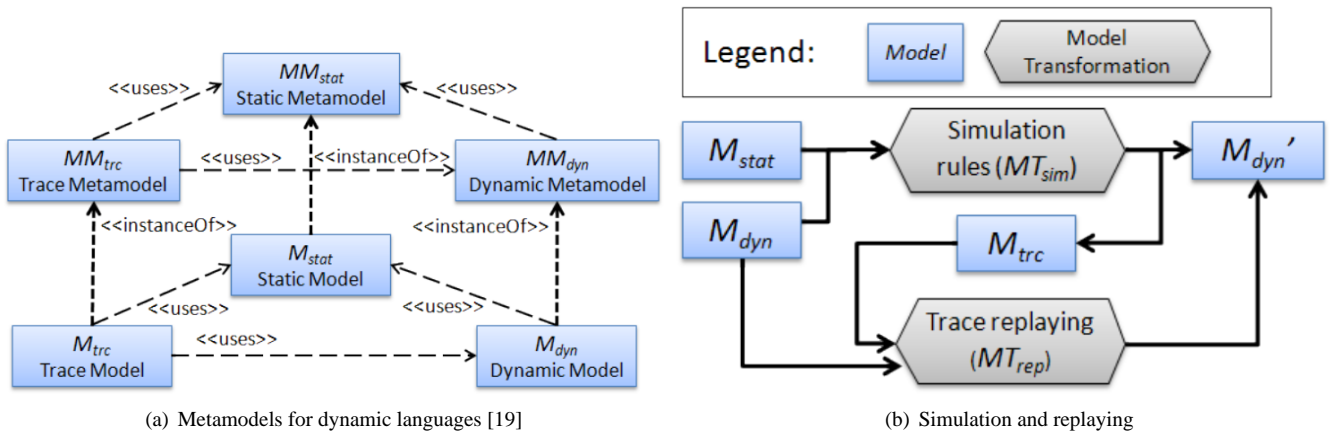 MMstat
Static Metamodel
<<uses>>
<<uses>>
MMtrc
Trace Metamodel
<<uses>>
<<instanceOf>>
MMdyn
Dynamic Metamodel
<<instanceOf>>
<<instanceOf>>
Mstat
Static Model
<<uses>>
<<uses>>
Mtrc
Trace Model
<<uses>>
Mdyn
Dynamic Model
(a) Metamodels for dynamic languages [19]
Legend:
Model
Model
Transformation
Mstat
Simulation
rules (MTsim)
Mdyn'
Mdyn
Mtrc
Trace replaying
(MTrep)
(b) Simulation and replaying